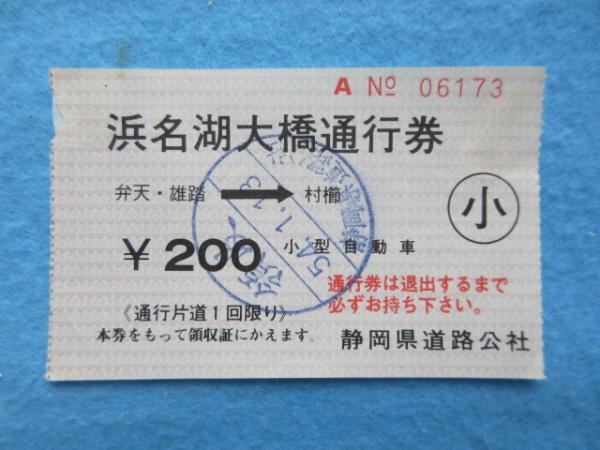 A № 06173
浜名湖大橋通行券
弁天・雄踏 → 村櫛
小
￥200 小型自動車
54.1.13
通行券は退出するまで
必ずお持ち下さい。
〈通行片道1回限り〉
本券をもって領収証にかえます。
静岡県道路公社